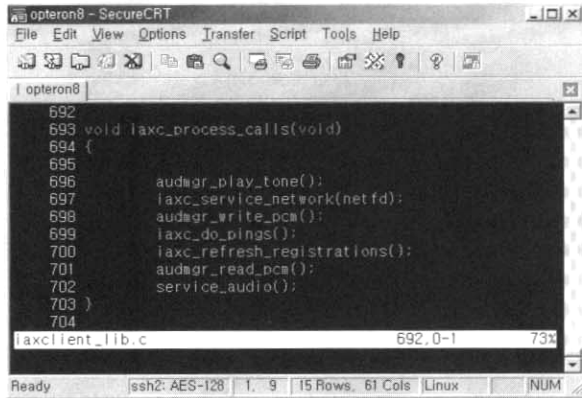 opteron8 - SecureCRT
File Edit View Options Transfer Script Tools Help
opteron8
692
693 void iaxc_process_calls(void)
694 {
695
696 audmgr_play_tone();
697 iaxc_service_network(netfd);
698 audmgr_write_pcm();
699 iaxc_do_pings();
700 iaxc_refresh_registrations();
701 audmgr_read_pcm();
702 service_audio();
703 }
704
iaxclient_lib.c 692,0-1 73%
Ready ssh2: AES-128 1, 9 15 Rows, 61 Cols Linux NUM